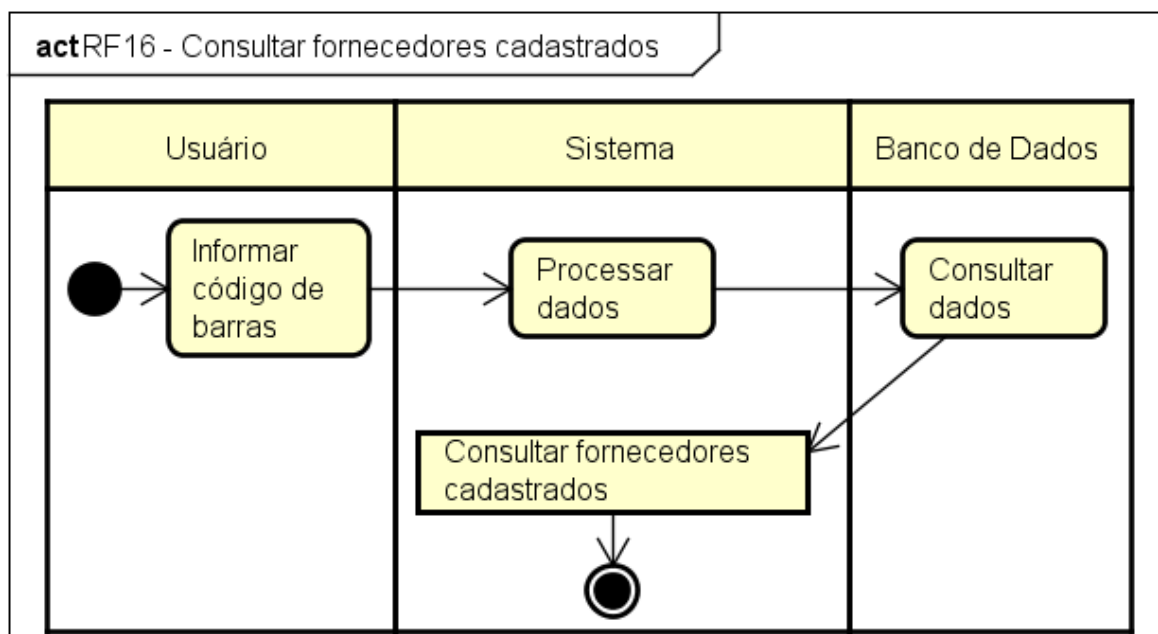 act RF16 - Consultar fornecedores cadastrados
Usuário
Sistema
Banco de Dados
Informar
código de
barras
Processar
dados
Consultar
dados
Consultar fornecedores
cadastrados